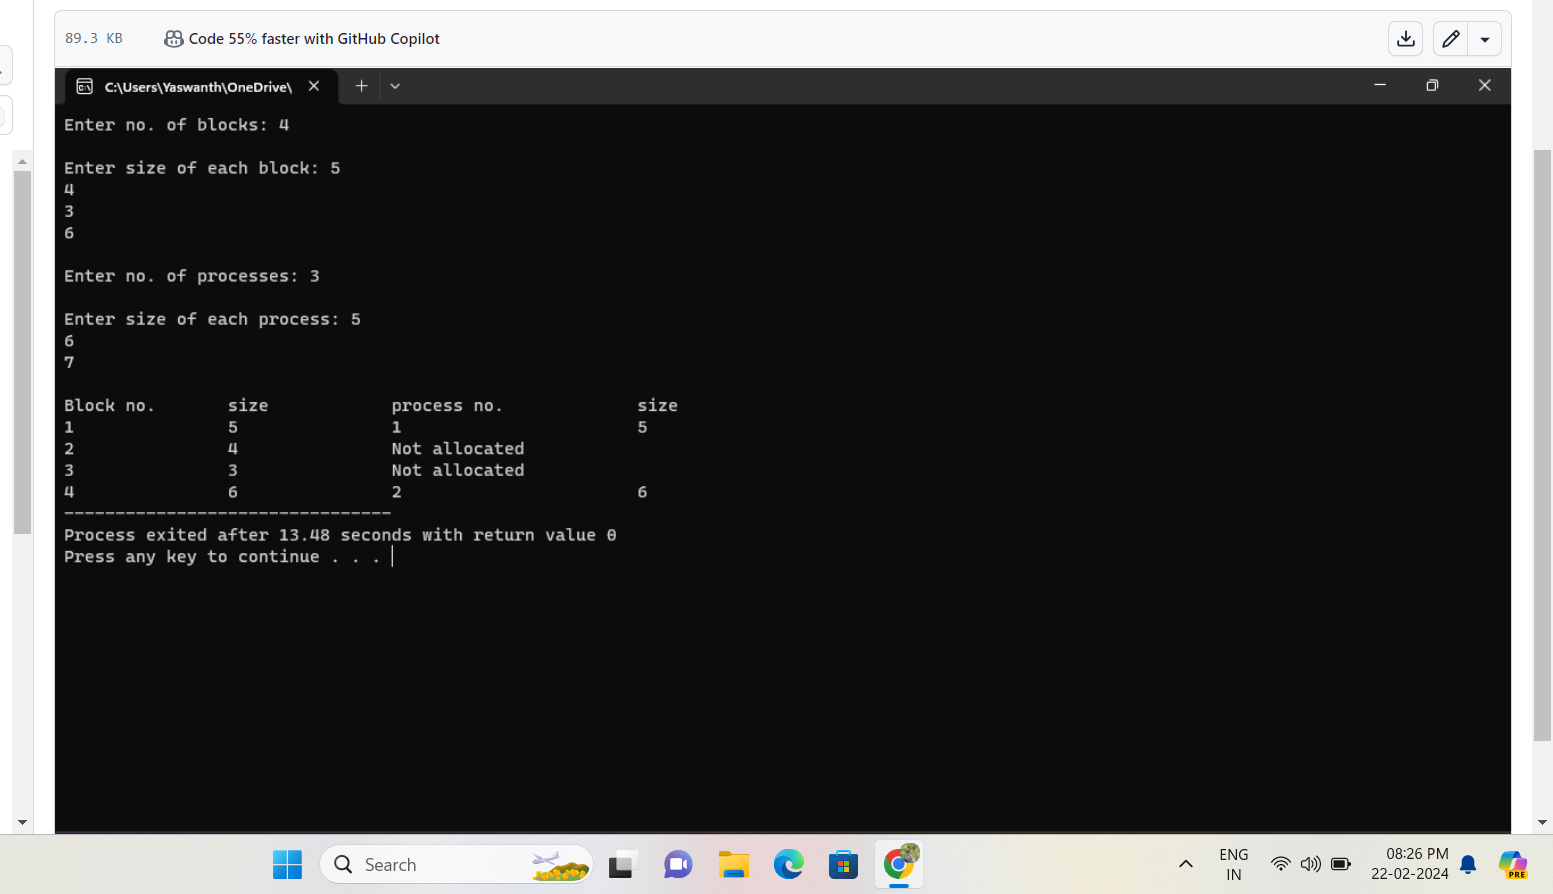 89.3 KB Code 55% faster with GitHub Copilot
C:\Users\Yaswanth\OneDrive\
Enter no. of blocks: 4
Enter size of each block: 5
4
3
6
Enter no. of processes: 3
Enter size of each process: 5
6
7
Block no. size process no. size
1 5 1 5
2 4 Not allocated
3 3 Not allocated
4 6 2 6
--------------------------------
Process exited after 13.48 seconds with return value 0
Press any key to continue . . .
Search
ENG
IN
08:26 PM
22-02-2024
PRE